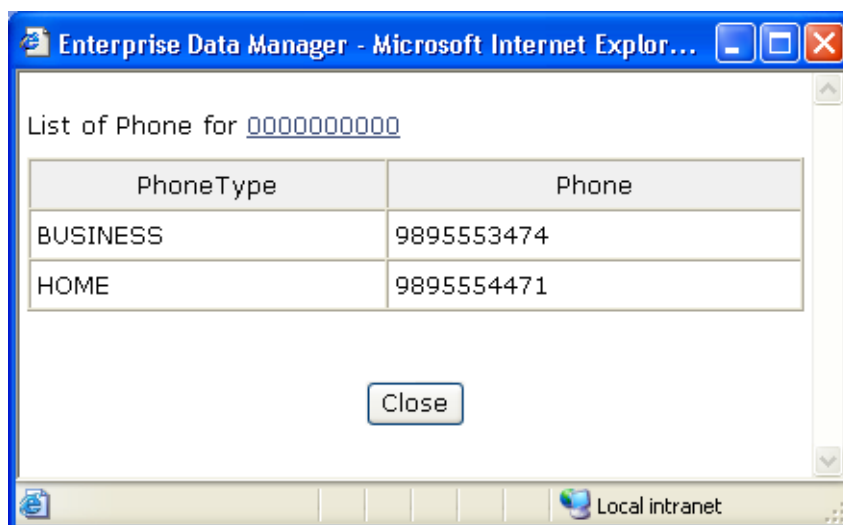 Enterprise Data Manager - Microsoft Internet Explor...
List of Phone for 0000000000
PhoneType Phone
BUSINESS 9895553474
HOME 9895554471
Close
Local intranet